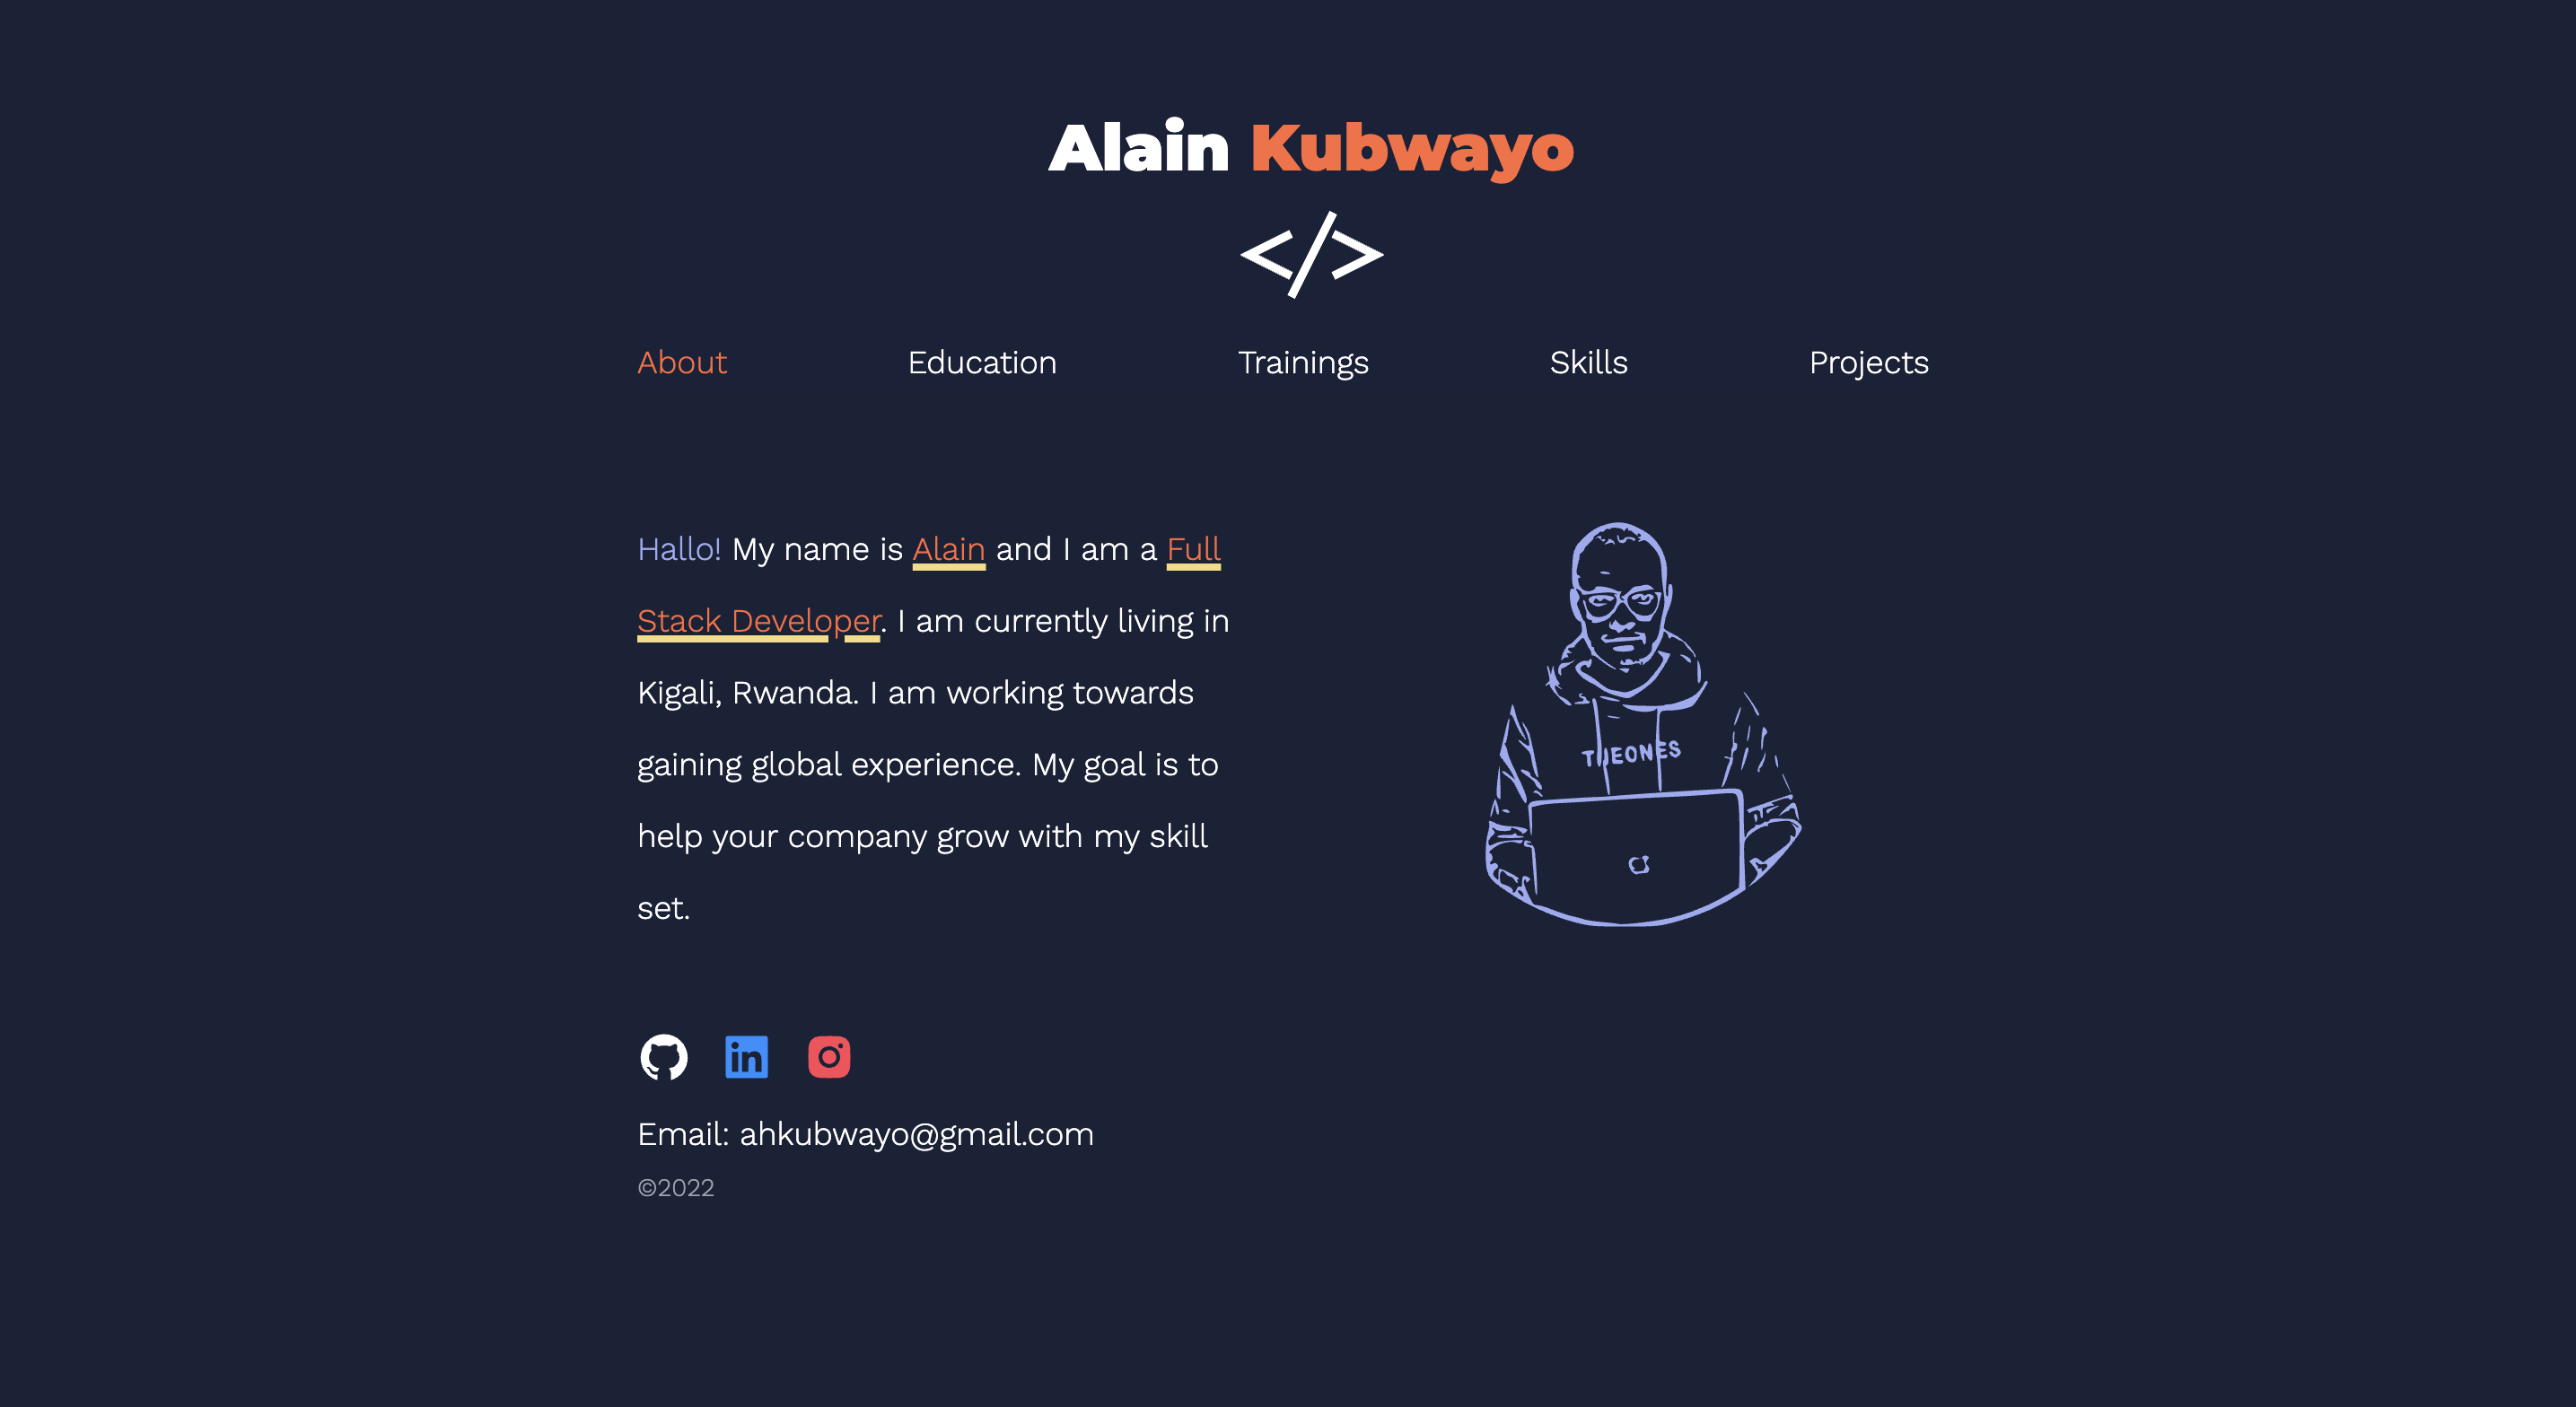 Alain Kubwayo
</>
About Education Trainings Skills Projects
Hallo! My name is Alain and I am a Full
Stack Developer. I am currently living in
Kigali, Rwanda. I am working towards
gaining global experience. My goal is to
help your company grow with my skill
set.
THEONES
in
Email: ahkubwayo@gmail.com
©2022